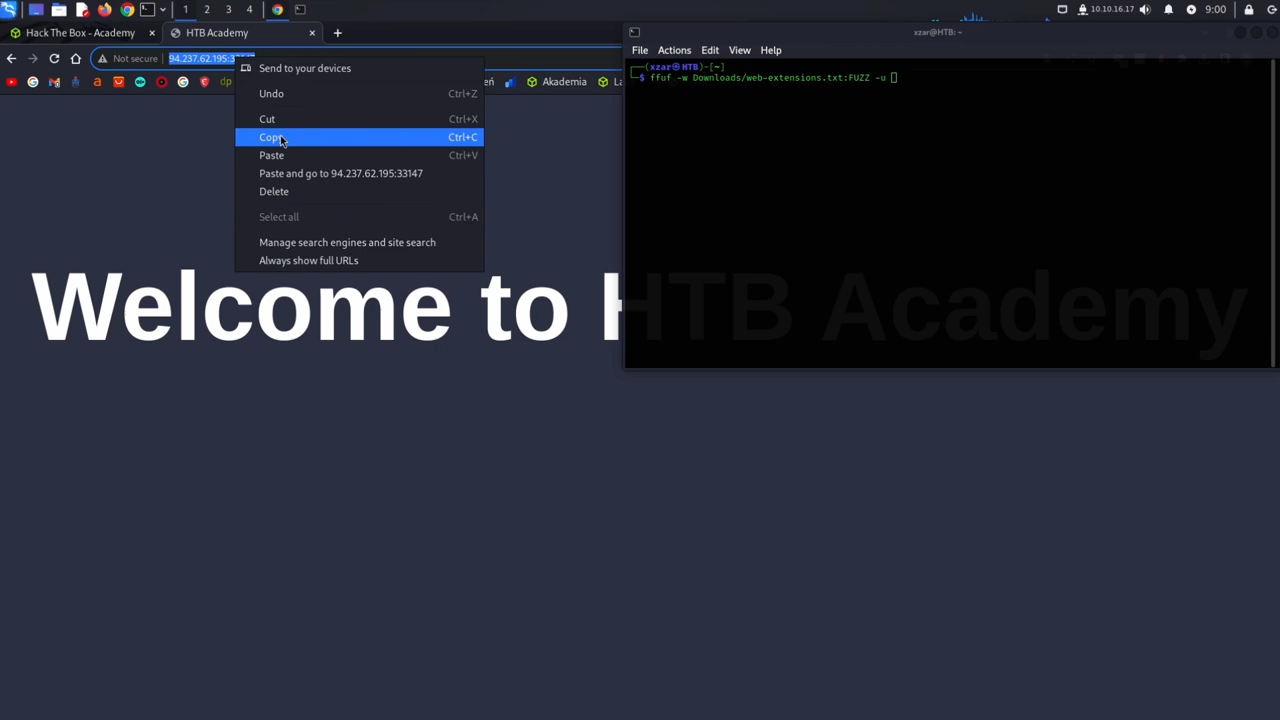 1 2 3 4
10.10.16.17 9:00
Hack The Box - Academy
HTB Academy
Not secure 94.237.62.195:33147
Akademia
Send to your devices
Undo Ctrl+Z
Cut Ctrl+X
Copy Ctrl+C
Paste Ctrl+V
Paste and go to 94.237.62.195:33147
Delete
Select all Ctrl+A
Manage search engines and site search
Always show full URLs
Welcome to HTB Academy
xzar@HTB: ~
File Actions Edit View Help
┌──(xzar㉿HTB)-[~]
└─$ ffuf -w Downloads/web-extensions.txt:FUZZ -u